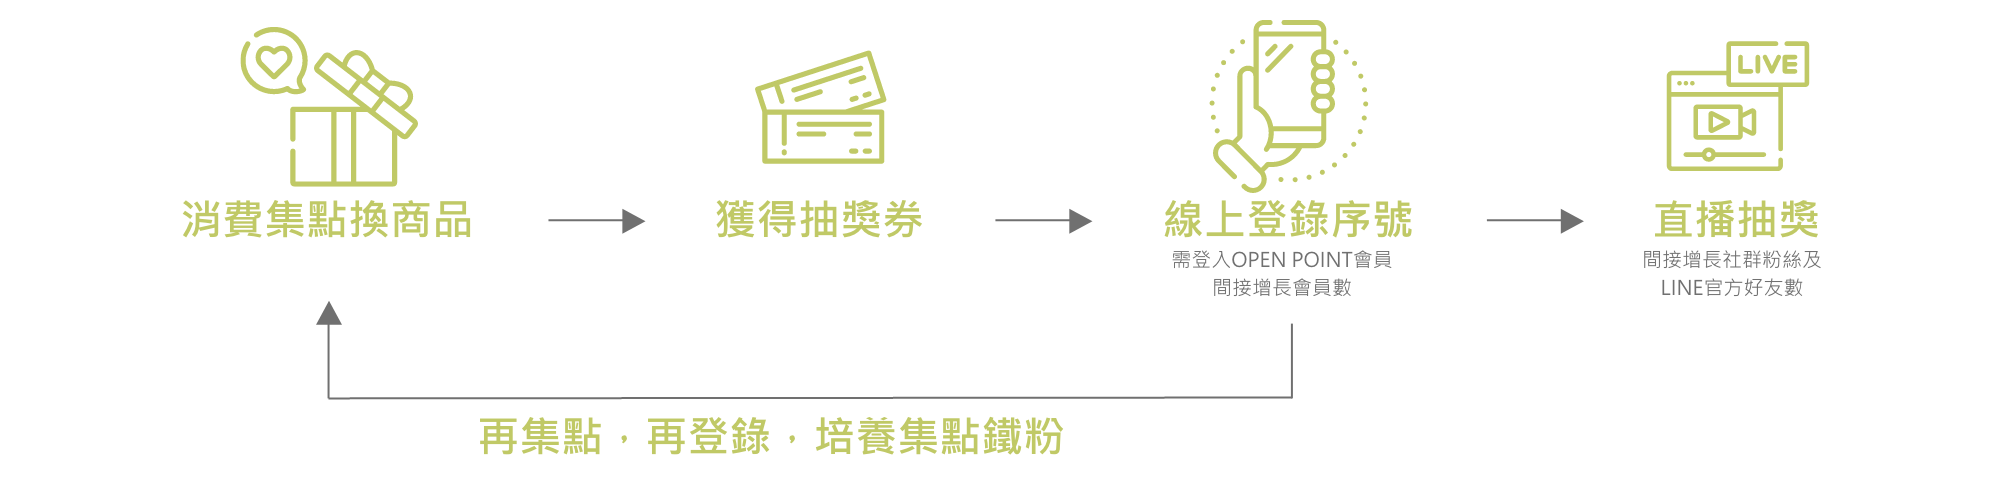 LIVE
消費集點換商品
獲得抽獎券
線上登錄序號
需登入OPEN POINT會員
間接增長會員數
直播抽獎
間接增長社群粉絲及
LINE官方好友數
再集點，再登錄，培養集點鐵粉